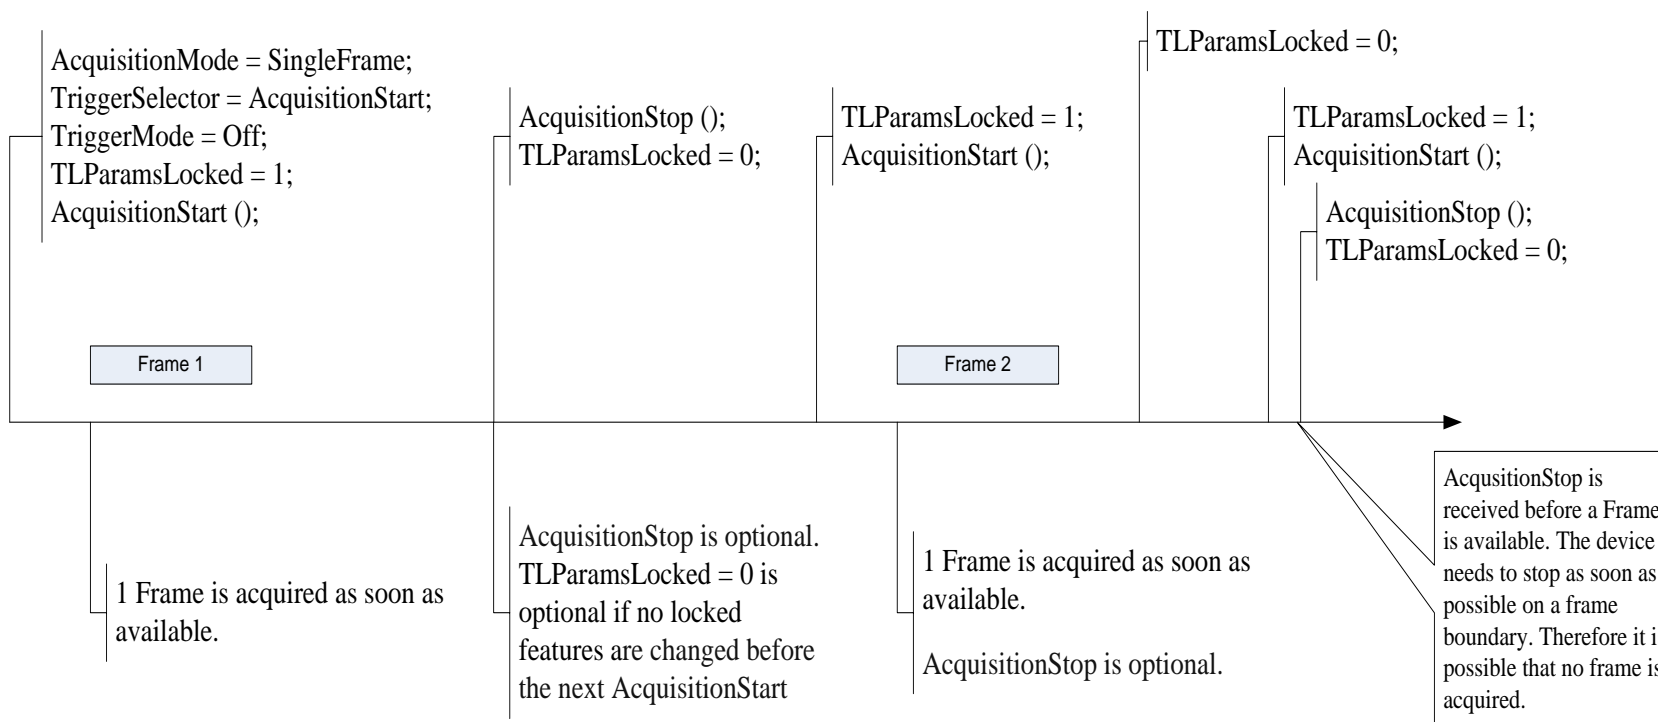 AcquisitionMode = SingleFrame;
TriggerSelector = AcquisitionStart;
TriggerMode = Off;
TLParamsLocked = 1;
AcquisitionStart ();
AcquisitionStop ();
TLParamsLocked = 0;
TLParamsLocked = 1;
AcquisitionStart ();
TLParamsLocked = 0;
TLParamsLocked = 1;
AcquisitionStart ();
AcquisitionStop ();
TLParamsLocked = 0;
Frame 1
Frame 2
1 Frame is acquired as soon as
available.
AcquisitionStop is optional.
TLParamsLocked = 0 is
optional if no locked
features are changed before
the next AcquisitionStart
1 Frame is acquired as soon as
available.
AcquisitionStop is optional.
AcqusitionStop is
received before a Frame
is available. The device
needs to stop as soon as
possible on a frame
boundary. Therefore it i
possible that no frame is
acquired.